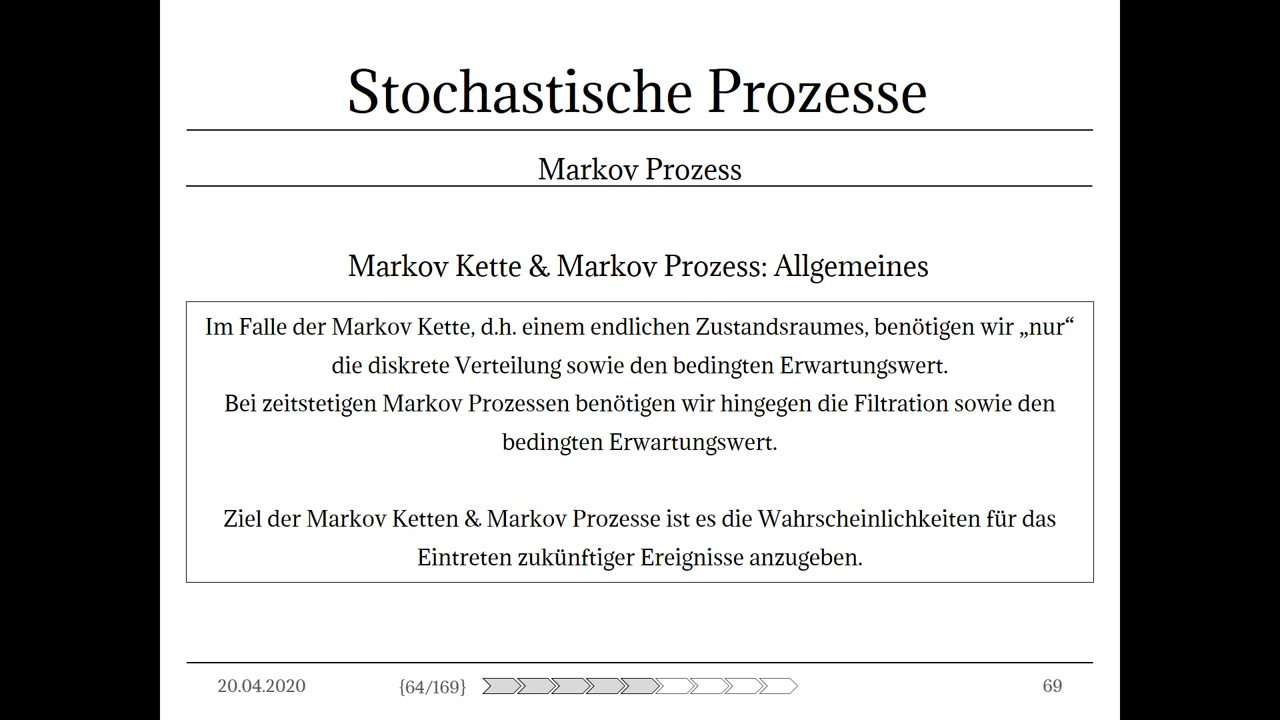 Stochastische Prozesse
Markov Prozess
Markov Kette & Markov Prozess: Allgemeines
Im Falle der Markov Kette, d.h. einem endlichen Zustandsraumes, benötigen wir „nur“
die diskrete Verteilung sowie den bedingten Erwartungswert.
Bei zeitstetigen Markov Prozessen benötigen wir hingegen die Filtration sowie den
bedingten Erwartungswert.
Ziel der Markov Ketten & Markov Prozesse ist es die Wahrscheinlichkeiten für das
Eintreten zukünftiger Ereignisse anzugeben.
20.04.2020 {64/169} 69